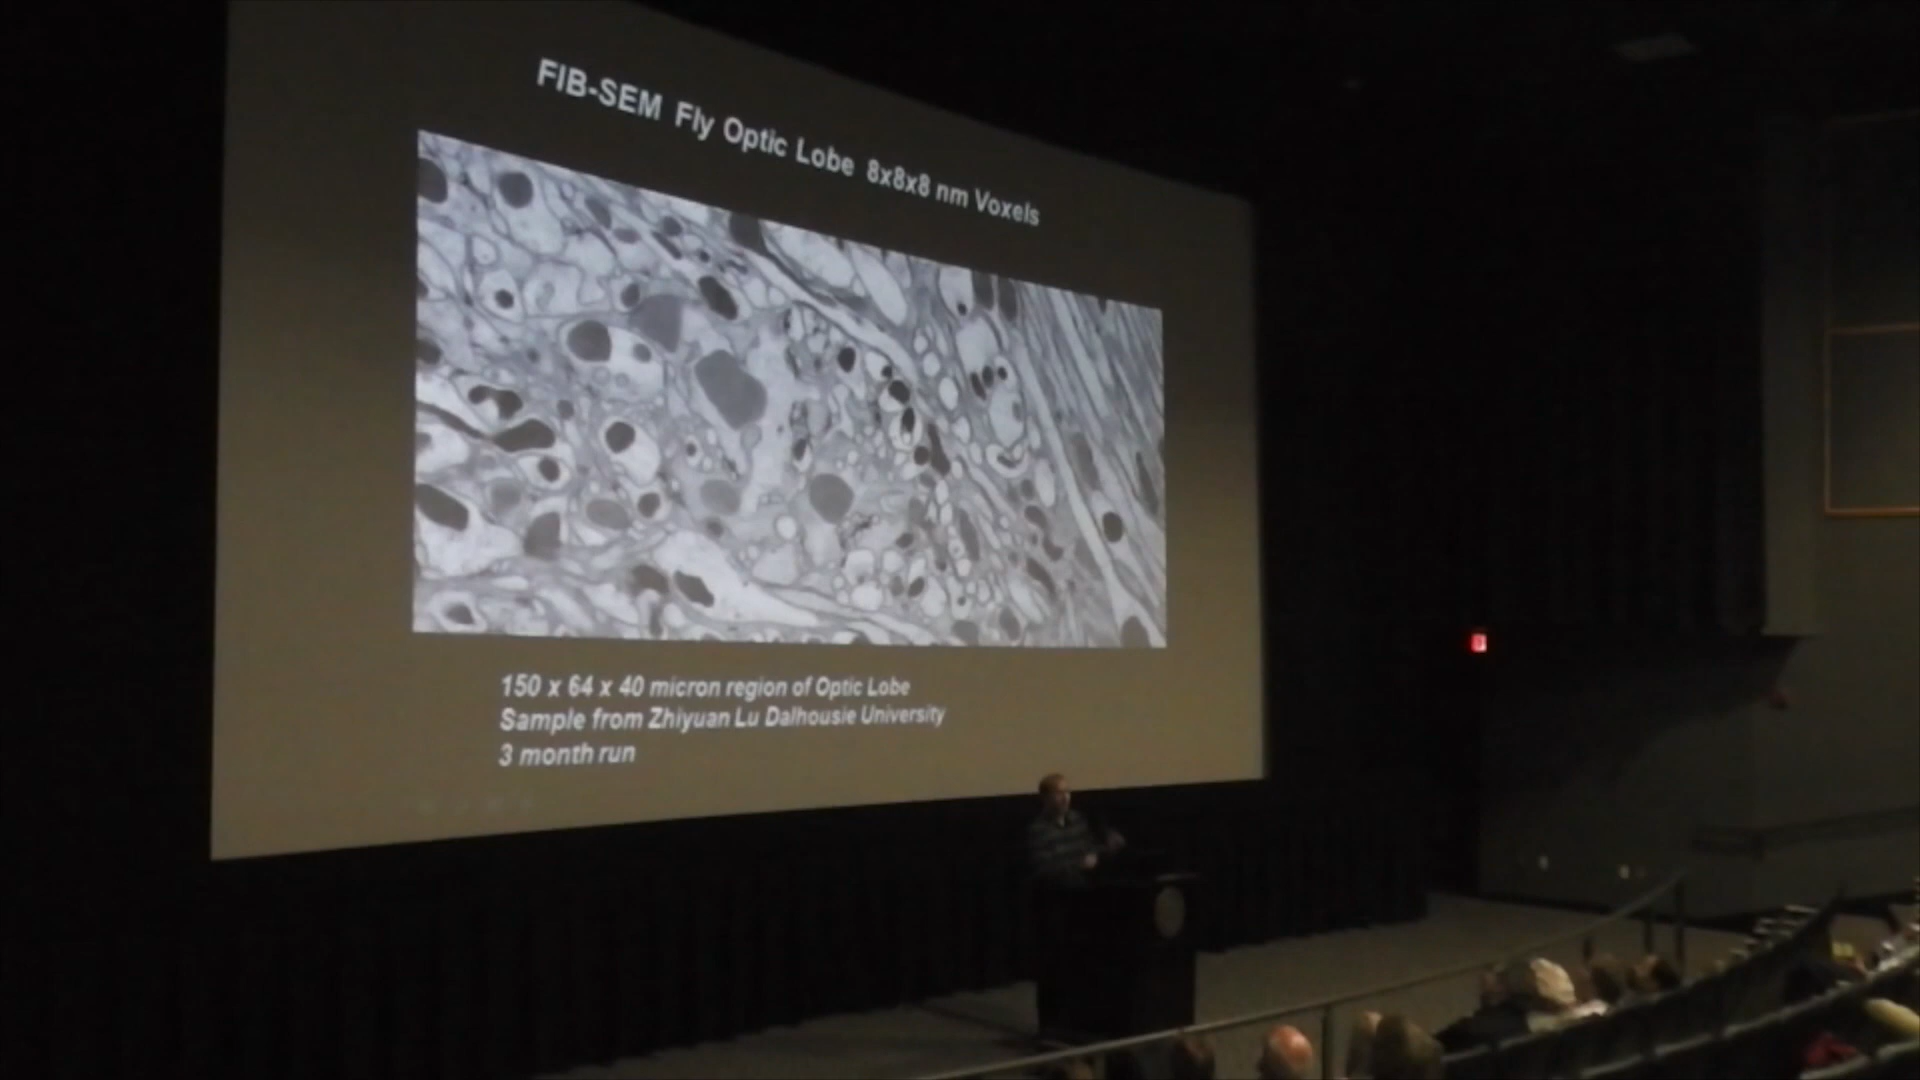 FIB-SEM Fly Optic Lobe 8x8x8 nm Voxels
150 x 64 x 40 micron region of Optic Lobe
Sample from Zhiyuan Lu Dalhousie University
3 month run